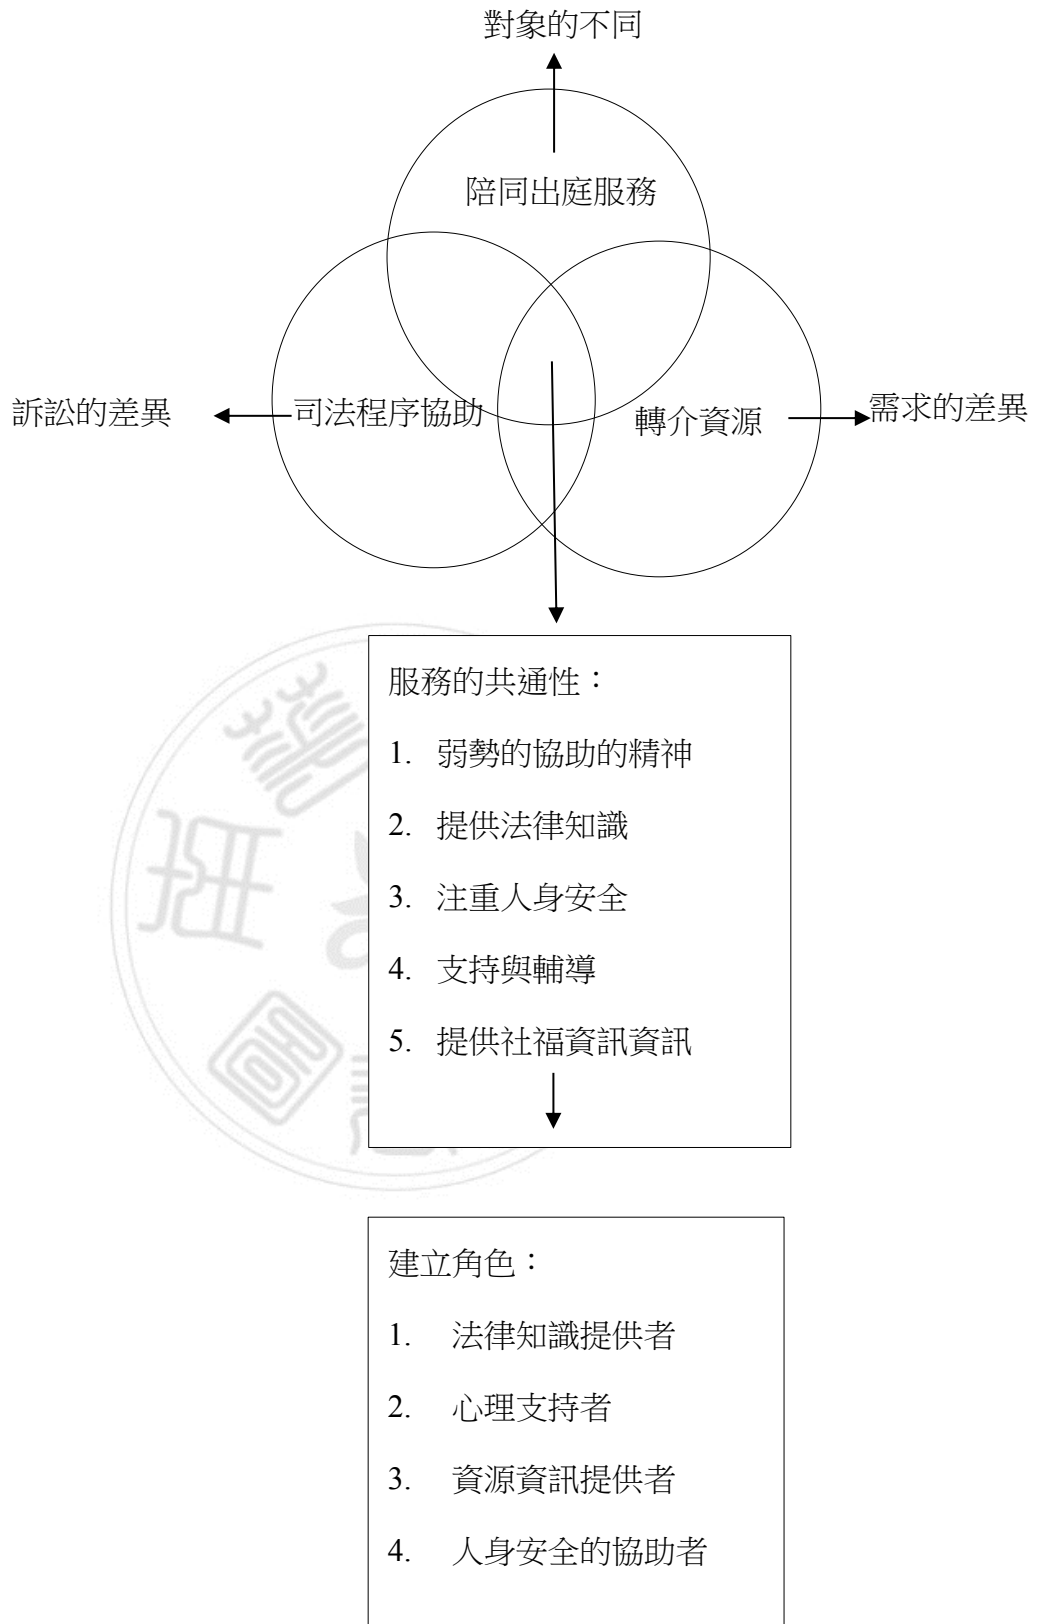 對象的不同
陪同出庭服務
訴訟的差異
司法程序協助
轉介資源
需求的差異
服務的共通性：
1. 弱勢的協助的精神
2. 提供法律知識
3. 注重人身安全
4. 支持與輔導
5. 提供社福資訊資訊
建立角色：
1. 法律知識提供者
2. 心理支持者
3. 資源資訊提供者
4. 人身安全的協助者